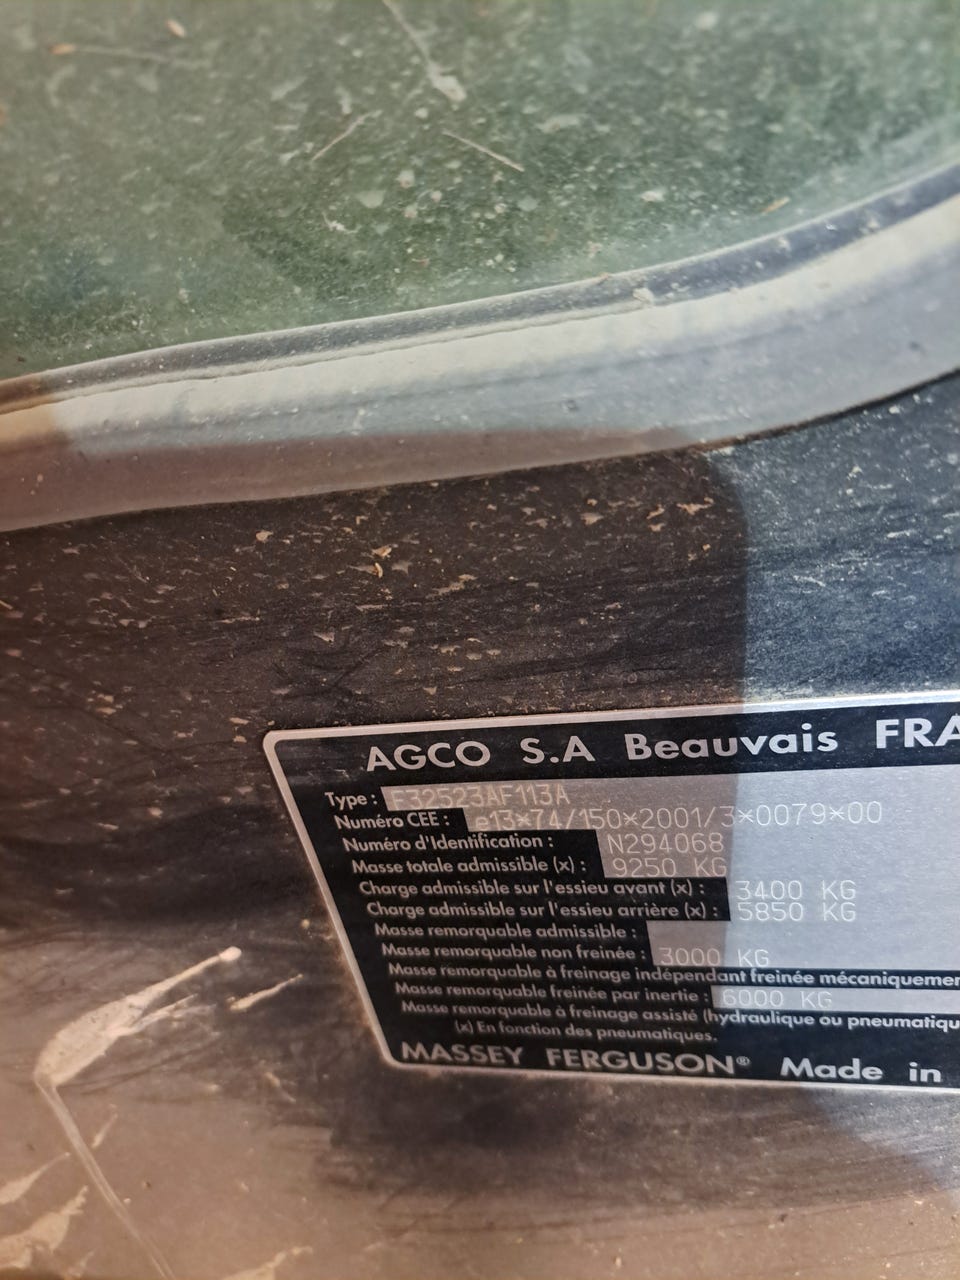 AGCO S.A Beauvais FRA
Type : F32523AF113A
Numéro CEE : e13*74/150*2001/3*0079*00
Numéro d'Identification : N294068
Masse totale admissible (x) : 9250 KG
Charge admissible sur l'essieu avant (x) : 3400 KG
Charge admissible sur l'essieu arrière (x) : 5850 KG
Masse remorquable admissible :
Masse remorquable non freinée : 3000 KG
Masse remorquable à freinage indépendant freinée mécaniquemen
Masse remorquable freinée par inertie : 6000 KG
Masse remorquable à freinage assisté (hydraulique ou pneumatiqu
(x) En fonction des pneumatiques.
MASSEY FERGUSON® Made in